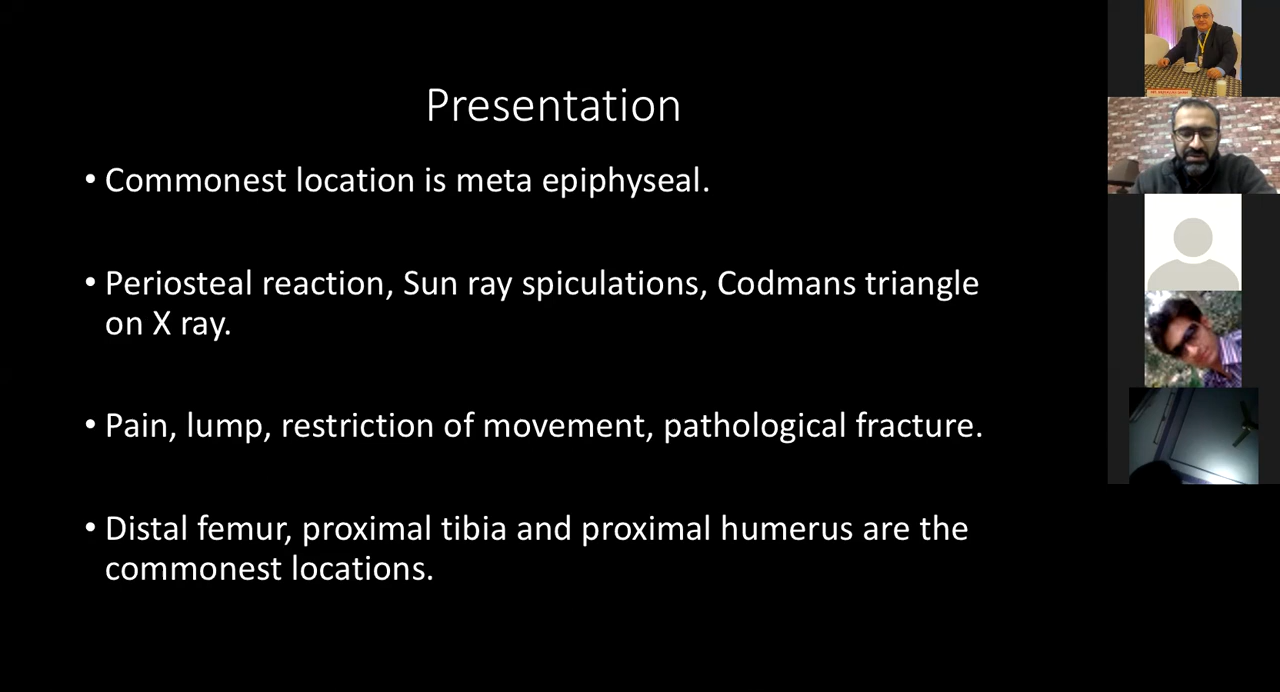 Presentation
• Commonest location is meta epiphyseal.
• Periosteal reaction, Sun ray spiculations, Codmans triangle
on X ray.
• Pain, lump, restriction of movement, pathological fracture.
• Distal femur, proximal tibia and proximal humerus are the
commonest locations.